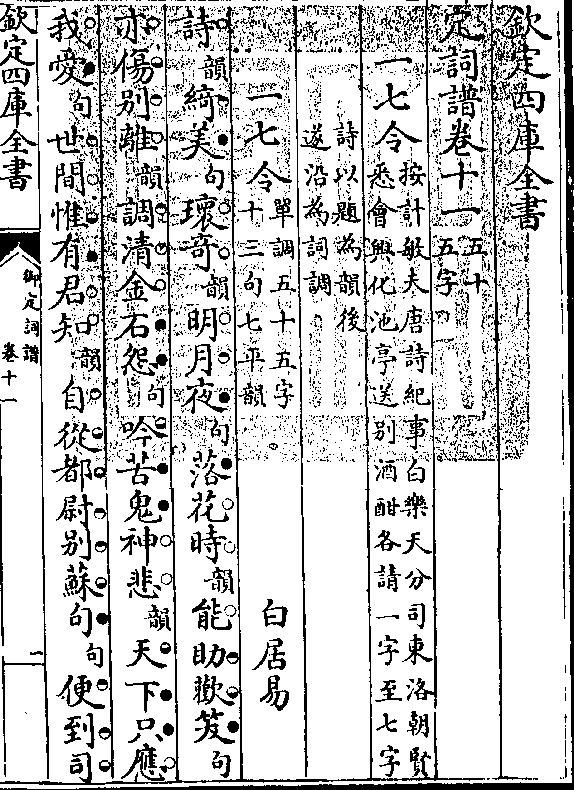 欽定四庫全書
定詞譜卷十一 五十五字
一七令 按計敏夫唐詩紀事白樂天分司東洛朝賢悉會興化池亭送別酒酣各請一字至七字
詩以題為韻後遂沿為詞調
一七令 單調五十五字十三句七平韻 白居易
詩韻綺美句瓌奇韻明月夜句落花時韻能助歡笑句
亦傷別離韻調清金石怨句吟苦鬼神悲韻天下只應
我愛句世間惟有君知韻自從都尉別蘇句句便到司
欽定四庫全書 御定詞譜 卷十一 一